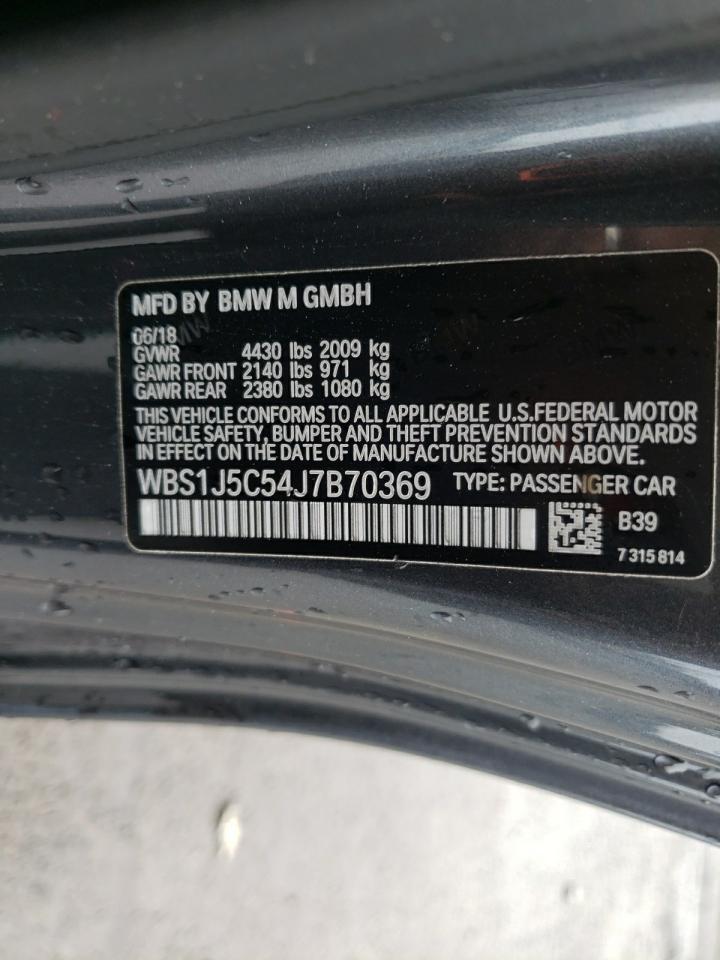 MFD BY BMW M GMBH
06/18
GVWR 4430 lbs 2009 kg
GAWR FRONT 2140 lbs 971 kg
GAWR REAR 2380 lbs 1080 kg
THIS VEHICLE CONFORMS TO ALL APPLICABLE U.S.FEDERAL MOTOR
VEHICLE SAFETY, BUMPER AND THEFT PREVENTION STANDARDS
IN EFFECT ON THE DATE OF MANUFACTURE SHOWN ABOVE.
WBS1J5C54J7B70369 TYPE: PASSENGER CAR
B39
7 315 814